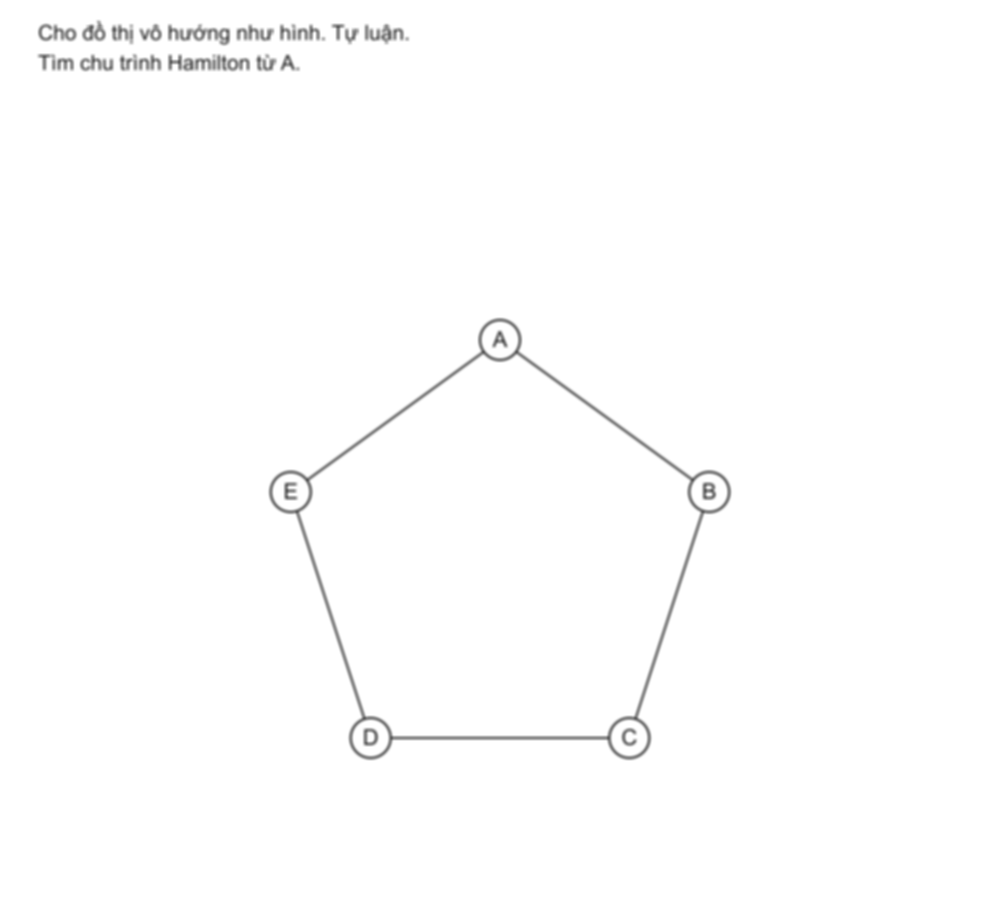 Cho đồ thị vô hướng như hình. Tự luận.
Tìm chu trình Hamilton từ A.
A
E
B
D
C